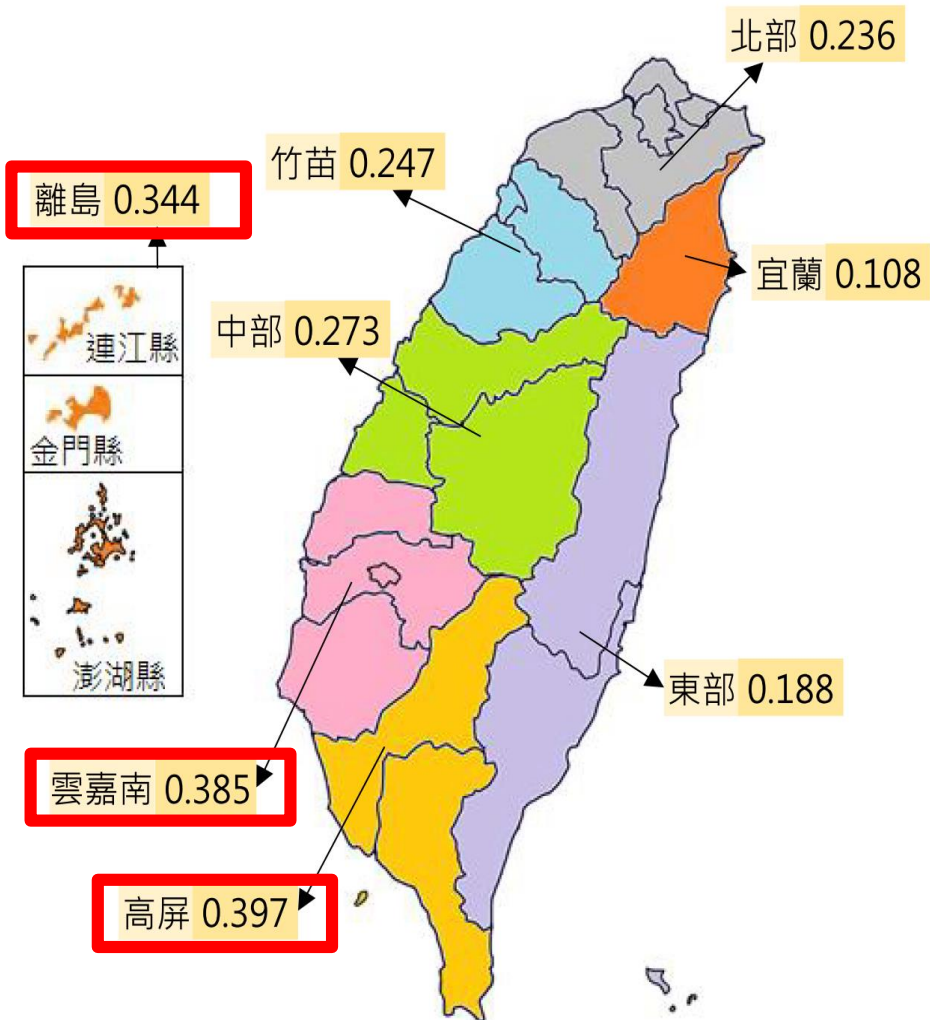 北部 0.236
竹苗 0.247
離島 0.344
宜蘭 0.108
中部 0.273
連江縣
金門縣
澎湖縣
東部 0.188
雲嘉南 0.385
高屏 0.397